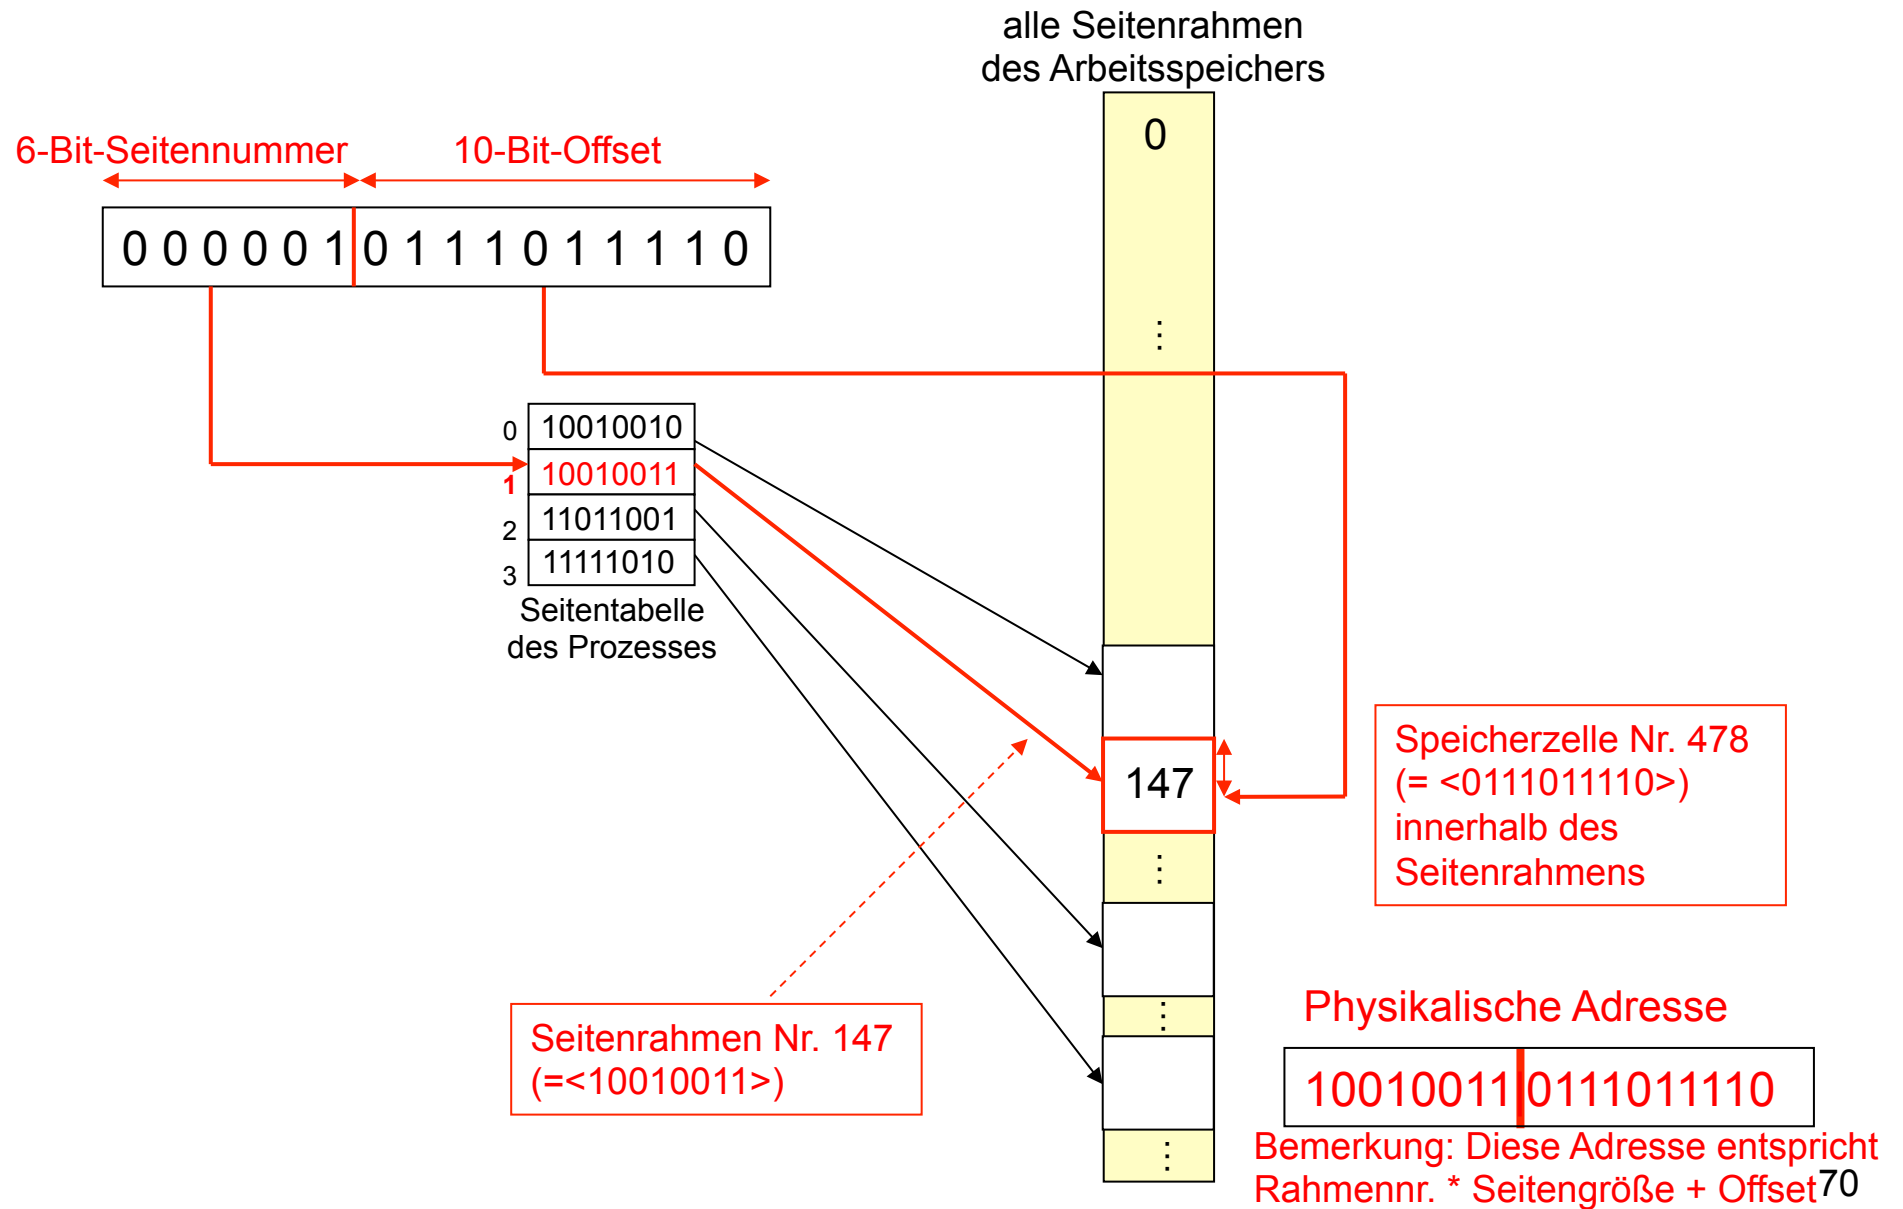 alle Seitenrahmen
des Arbeitsspeichers
0
6-Bit-Seitennummer 10-Bit-Offset
0 0 0 0 0 1 0 1 1 1 0 1 1 1 1 0
⋮
0 10010010
1 10010011
2 11011001
3 11111010
Seitentabelle
des Prozesses
147
Speicherzelle Nr. 478
(= <0111011110>)
innerhalb des
Seitenrahmens
⋮
Seitenrahmen Nr. 147
(=<10010011>)
⋮
⋮
Physikalische Adresse
10010011 0111011110
Bemerkung: Diese Adresse entspricht
Rahmennr. * Seitengröße + Offset
70